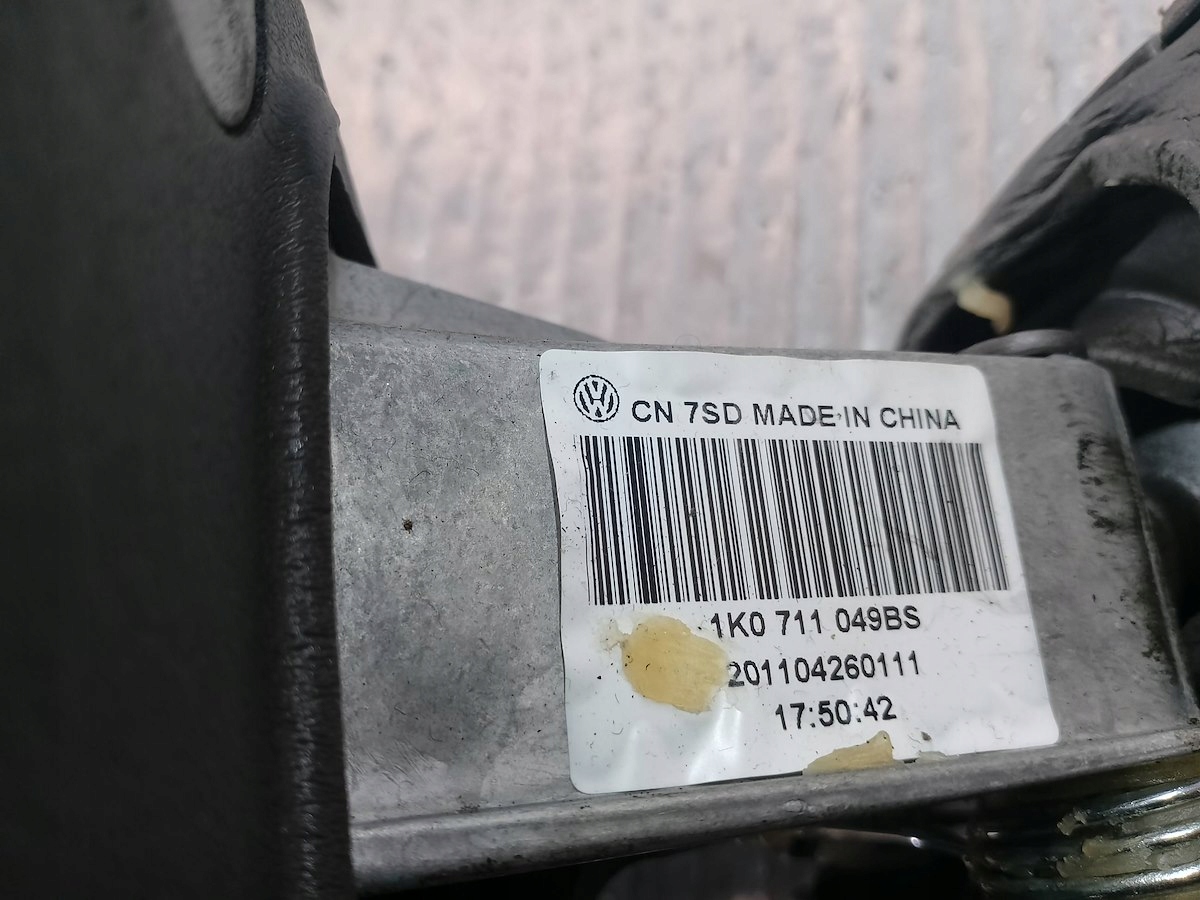 CN 7SD MADE IN CHINA
1K0 711 049BS
201104260111
17:50:42